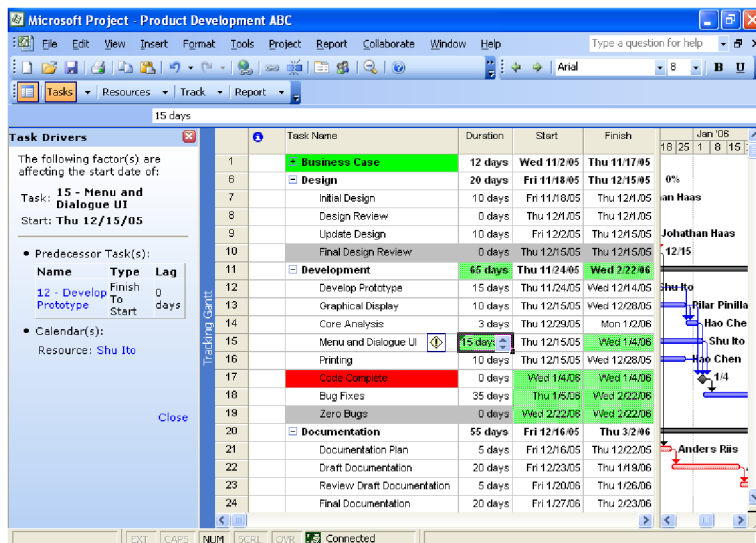 Microsoft Project - Product Development ABC
File Edit View Insert Format Tools Project Report Collaborate Window Help Type a question for help
Arial 8 B U
Tasks Resources Track Report
15 days
Task Drivers
The following factor(s) are
affecting the start date of:
Task: 15 - Menu and
Dialogue UI
Start: Thu 12/15/05
Predecessor Task(s):
Name Type Lag
12 - Develop Prototype Finish To Start 0 days
Calendar(s):
Resource: Shu Ito
Close
Tracking Gantt
Task Name Duration Start Finish
Jan '06
18 25 1 8 15
1 + Business Case 12 days Wed 11/2/05 Thu 11/17/05
6 Design 20 days Fri 11/18/05 Thu 12/15/05 0%
7 Initial Design 10 days Fri 11/18/05 Thu 12/1/05 an Haas
8 Design Review 0 days Thu 12/1/05 Thu 12/1/05
9 Update Design 10 days Fri 12/2/05 Thu 12/15/05 Johathan Haas
10 Final Design Review 0 days Thu 12/15/05 Thu 12/15/05 12/15
11 Development 65 days Thu 11/24/05 Wed 2/22/06
12 Develop Prototype 15 days Thu 11/24/05 Wed 12/14/05 Shu Ito
13 Graphical Display 10 days Thu 12/15/05 Wed 12/28/05 Pilar Pinilla
14 Core Analysis 3 days Thu 12/29/05 Mon 1/2/06 Hao Che
15 Menu and Dialogue UI 15 days Thu 12/15/05 Wed 1/4/06 Shu Ito
16 Printing 10 days Thu 12/15/05 Wed 12/28/05 Hao Chen
17 Code Complete 0 days Wed 1/4/06 Wed 1/4/06 1/4
18 Bug Fixes 35 days Thu 1/5/06 Wed 2/22/06
19 Zero Bugs 0 days Wed 2/22/06 Wed 2/22/06
20 Documentation 55 days Fri 12/16/05 Thu 3/2/06
21 Documentation Plan 5 days Fri 12/16/05 Thu 12/22/05 Anders Riis
22 Draft Documentation 20 days Fri 12/23/05 Thu 1/19/06
23 Review Draft Documentation 5 days Fri 1/20/06 Thu 1/26/06
24 Final Documentation 20 days Fri 1/27/06 Thu 2/23/06
EXT CAPS NUM SCRL OVR Connected